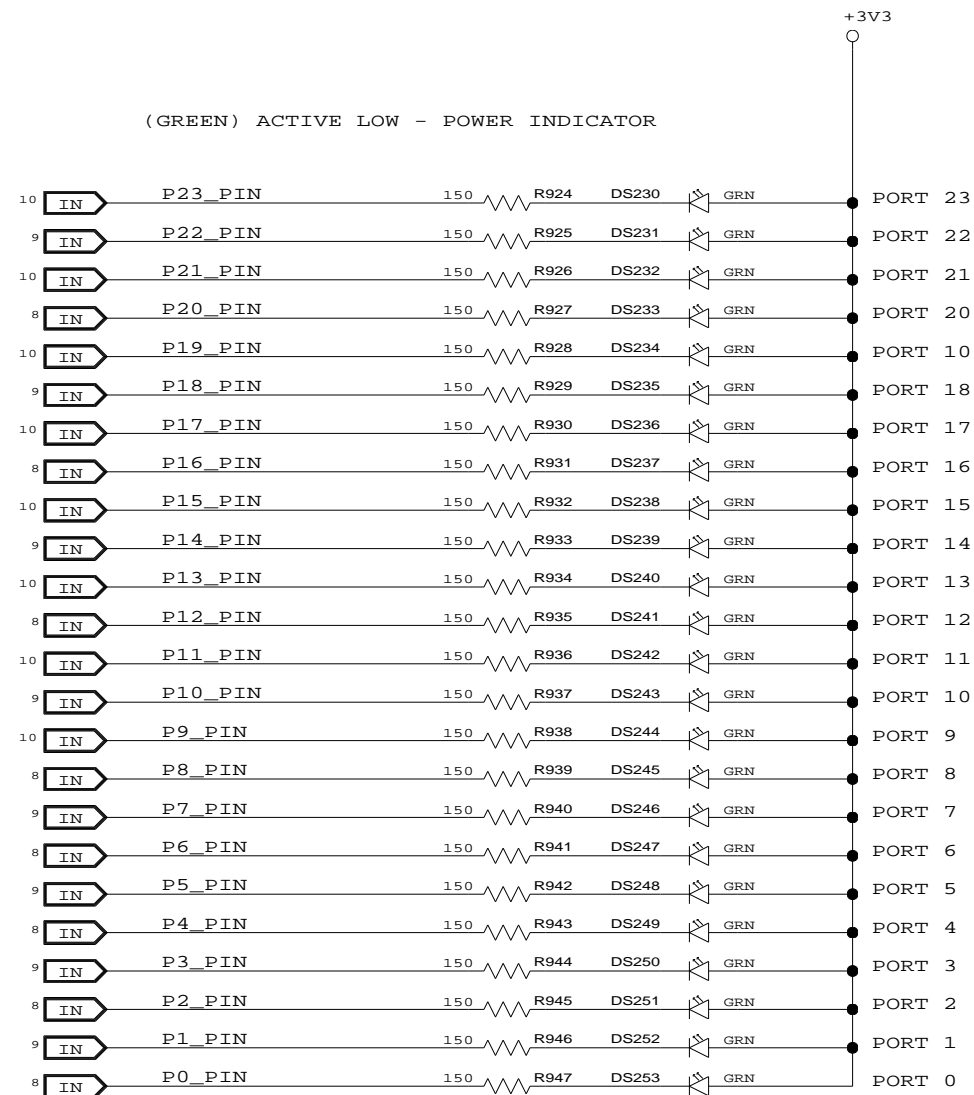 +3V3
(GREEN) ACTIVE LOW - POWER INDICATOR
10 IN P23_PIN 150 R924 DS230 GRN PORT 23
9 IN P22_PIN 150 R925 DS231 GRN PORT 22
10 IN P21_PIN 150 R926 DS232 GRN PORT 21
8 IN P20_PIN 150 R927 DS233 GRN PORT 20
10 IN P19_PIN 150 R928 DS234 GRN PORT 10
9 IN P18_PIN 150 R929 DS235 GRN PORT 18
10 IN P17_PIN 150 R930 DS236 GRN PORT 17
8 IN P16_PIN 150 R931 DS237 GRN PORT 16
10 IN P15_PIN 150 R932 DS238 GRN PORT 15
9 IN P14_PIN 150 R933 DS239 GRN PORT 14
10 IN P13_PIN 150 R934 DS240 GRN PORT 13
8 IN P12_PIN 150 R935 DS241 GRN PORT 12
10 IN P11_PIN 150 R936 DS242 GRN PORT 11
9 IN P10_PIN 150 R937 DS243 GRN PORT 10
10 IN P9_PIN 150 R938 DS244 GRN PORT 9
8 IN P8_PIN 150 R939 DS245 GRN PORT 8
9 IN P7_PIN 150 R940 DS246 GRN PORT 7
8 IN P6_PIN 150 R941 DS247 GRN PORT 6
9 IN P5_PIN 150 R942 DS248 GRN PORT 5
8 IN P4_PIN 150 R943 DS249 GRN PORT 4
9 IN P3_PIN 150 R944 DS250 GRN PORT 3
8 IN P2_PIN 150 R945 DS251 GRN PORT 2
9 IN P1_PIN 150 R946 DS252 GRN PORT 1
8 IN P0_PIN 150 R947 DS253 GRN PORT 0